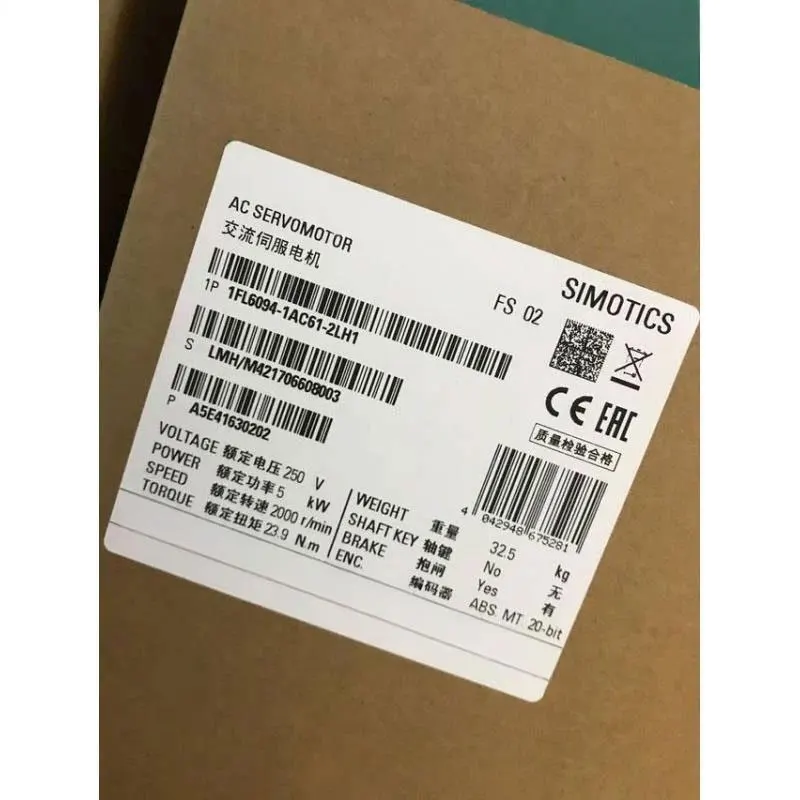 AC SERVOMOTOR
交流伺服电机
SIMOTICS
FS 02
1P 1FL6094-1AC61-2LH1
S LMH/M421706608003
P A5E41630202
CE EAC
质量检验合格
4 042948 675281
VOLTAGE 额定电压 250 V
POWER 额定功率 5 kW
SPEED 额定转速 2000 r/min
TORQUE 额定扭矩 23.9 N.m
WEIGHT 重量 32.5 kg
SHAFT KEY 轴键 No 无
BRAKE 抱闸 Yes 有
ENC. 编码器 ABS. MT. 20-bit